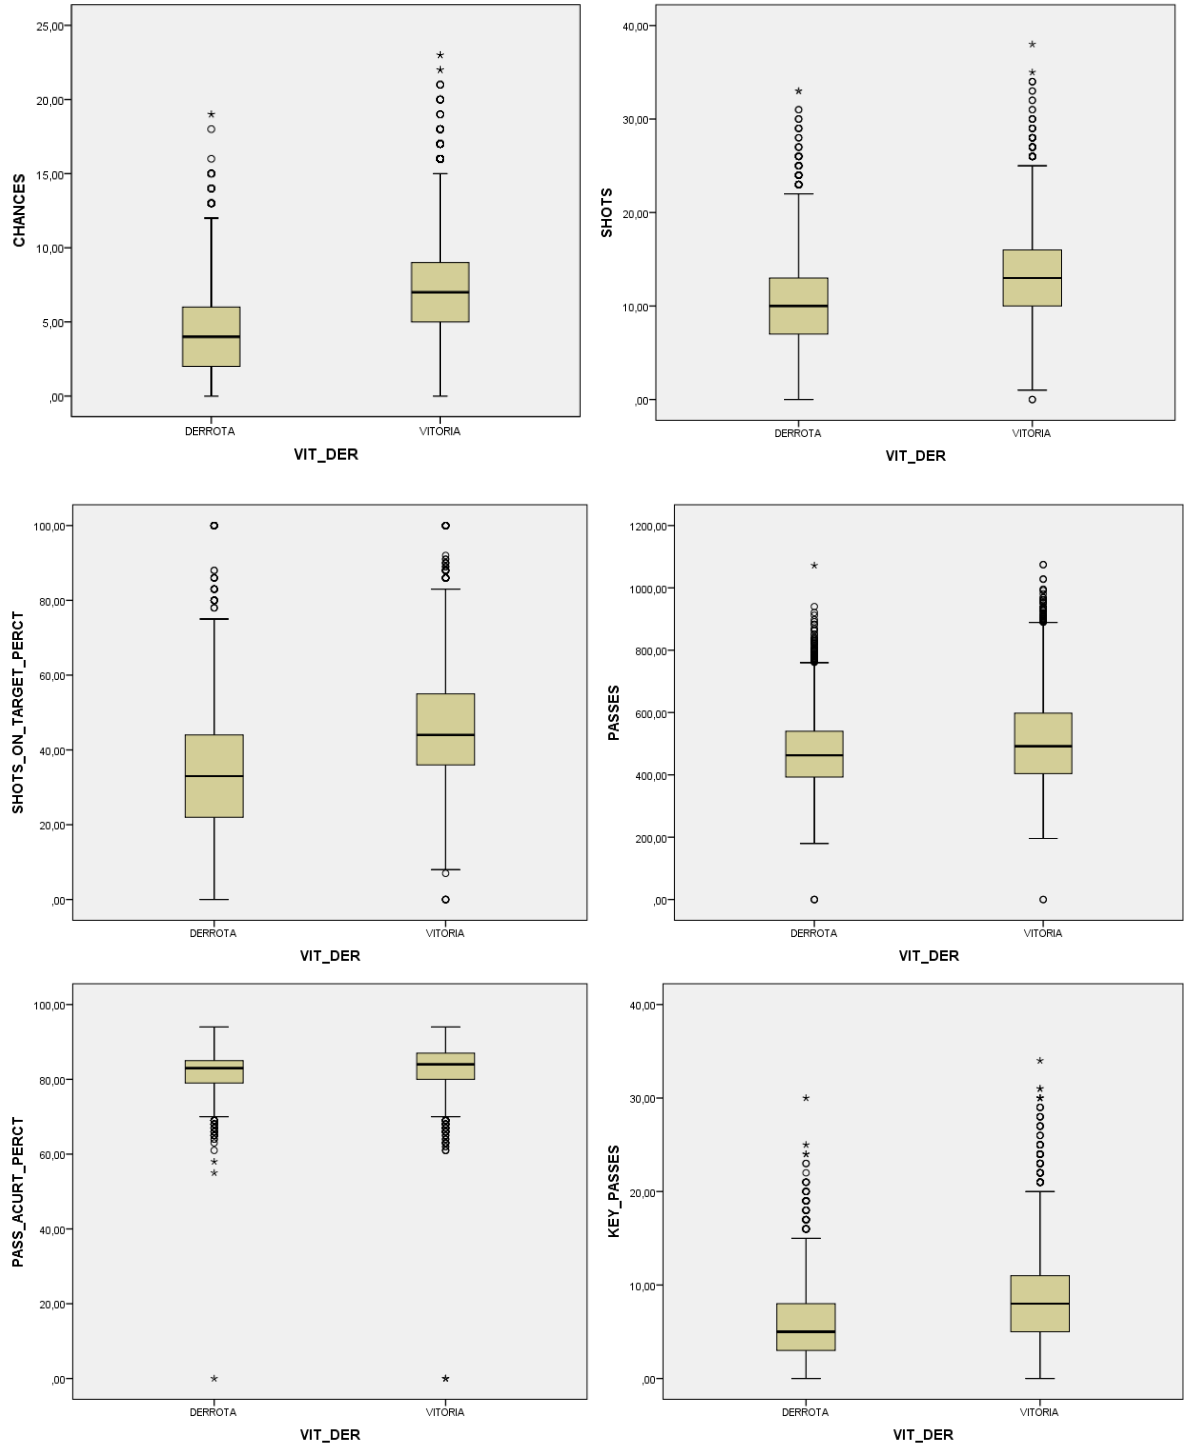 CHANCES
25,00
20,00
15,00
10,00
5,00
,00
DERROTA
VITORIA
VIT_DER
SHOTS
40,00
30,00
20,00
10,00
,00
DERROTA
VITORIA
VIT_DER
SHOTS_ON_TARGET_PERCT
100,00
80,00
60,00
40,00
20,00
,00
DERROTA
VITORIA
VIT_DER
PASSES
1200,00
1000,00
800,00
600,00
400,00
200,00
,00
DERROTA
VITORIA
VIT_DER
PASS_ACURT_PERCT
100,00
80,00
60,00
40,00
20,00
,00
DERROTA
VITORIA
VIT_DER
KEY_PASSES
40,00
30,00
20,00
10,00
,00
DERROTA
VITORIA
VIT_DER